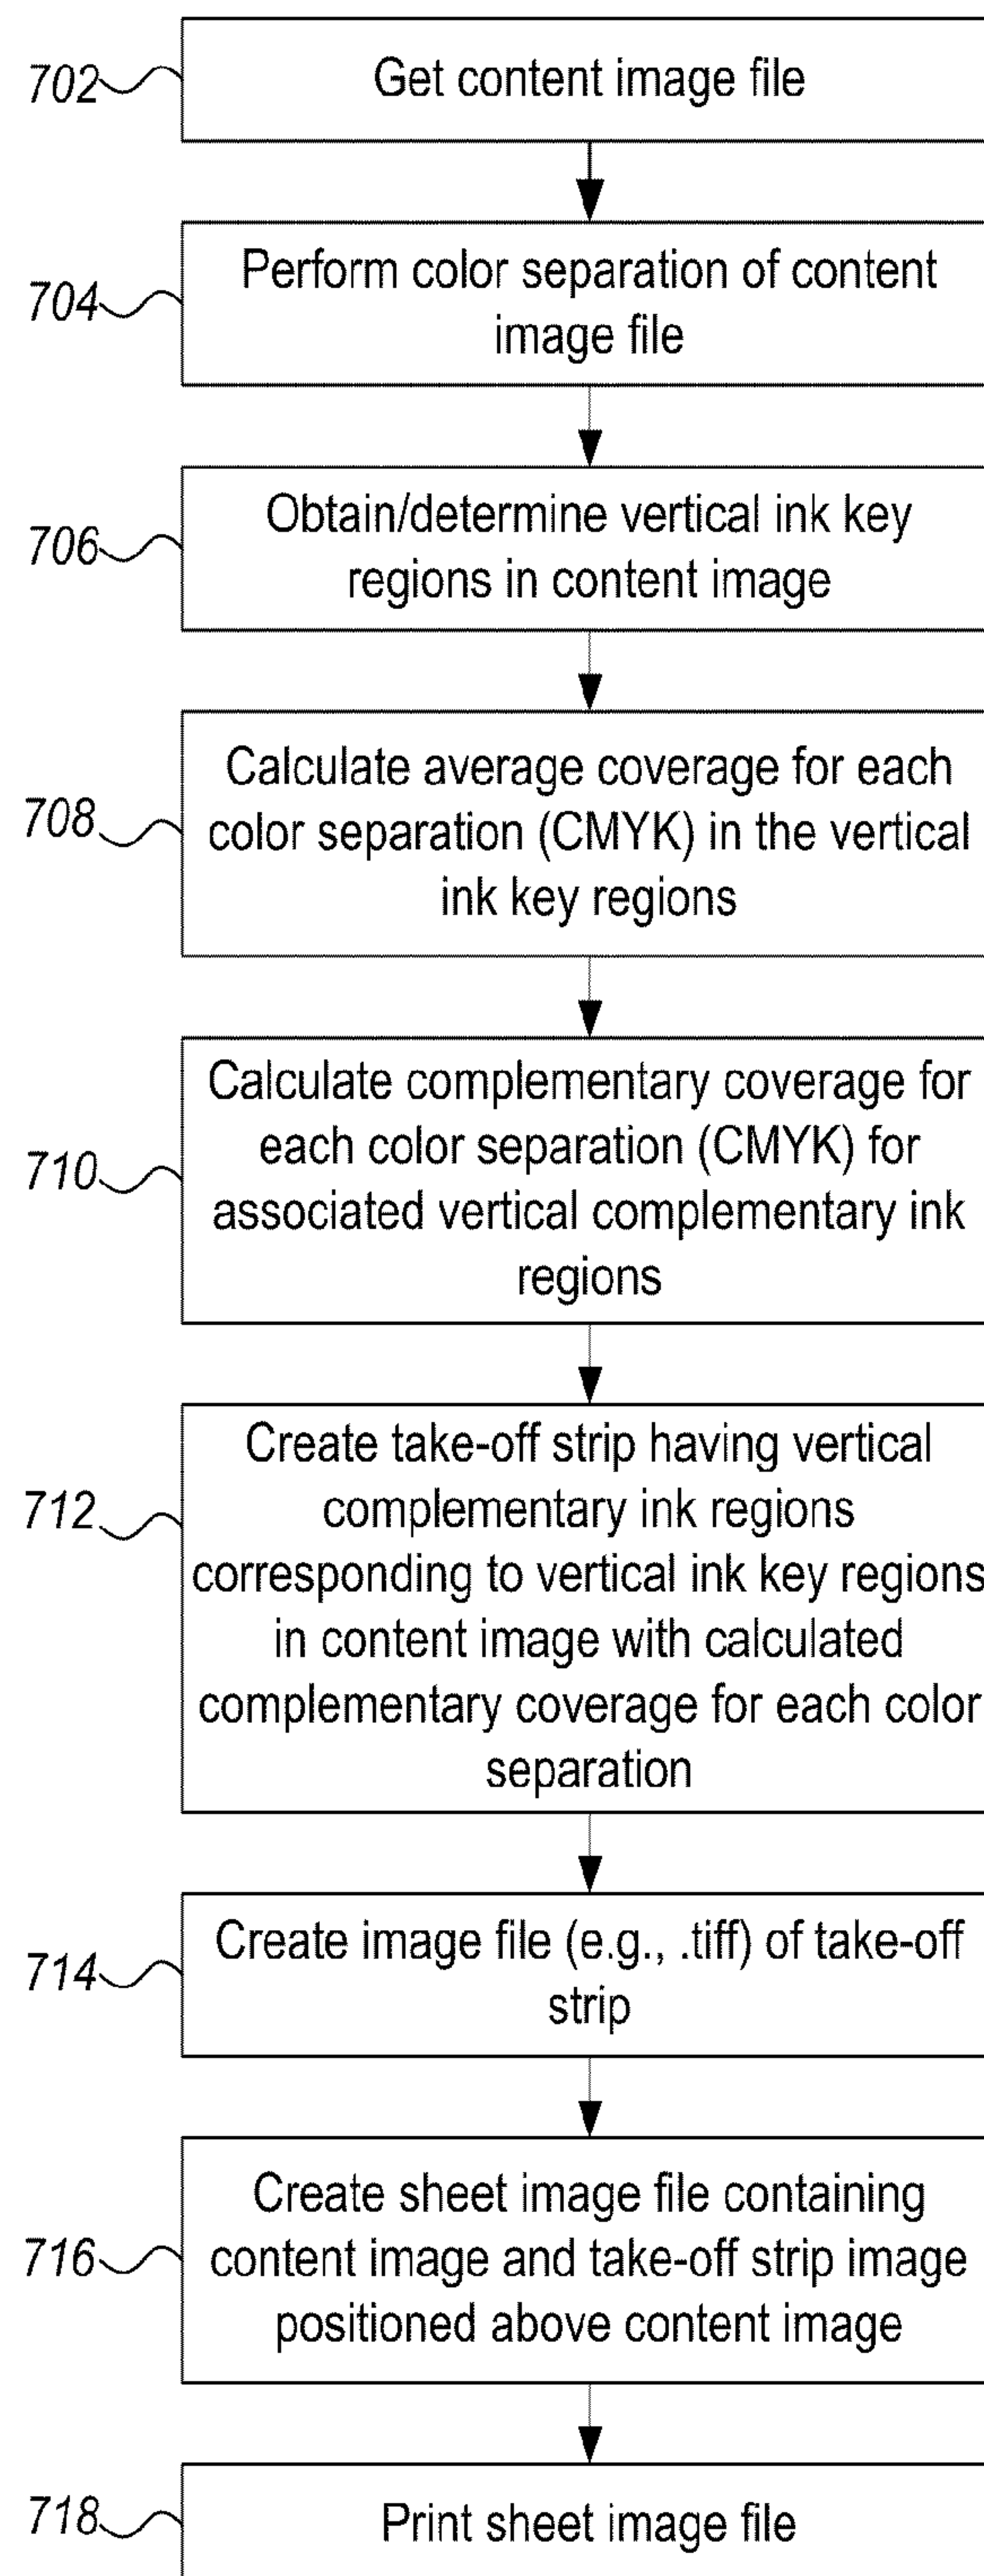 702
Get content image file
704
Perform color separation of content
image file
706
Obtain/determine vertical ink key
regions in content image
708
Calculate average coverage for each
color separation (CMYK) in the vertical
ink key regions
710
Calculate complementary coverage for
each color separation (CMYK) for
associated vertical complementary ink
regions
712
Create take-off strip having vertical
complementary ink regions
corresponding to vertical ink key regions
in content image with calculated
complementary coverage for each color
separation
714
Create image file (e.g., .tiff) of take-off
strip
716
Create sheet image file containing
content image and take-off strip image
positioned above content image
718
Print sheet image file